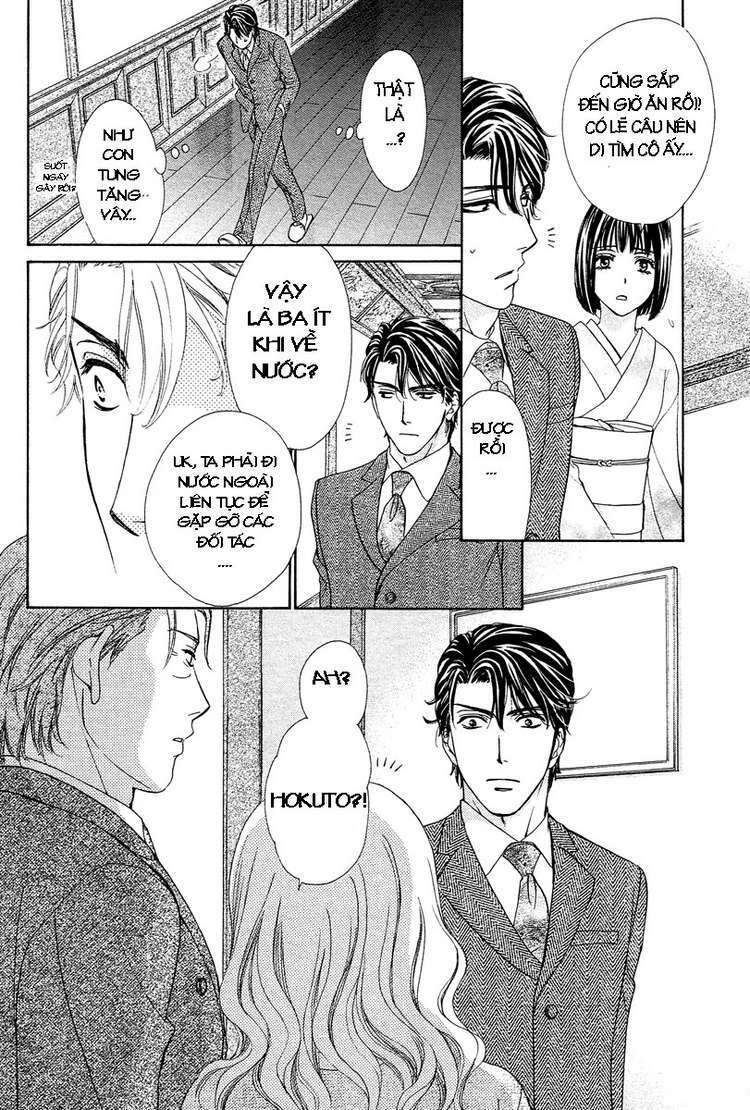 CŨNG SẮP
ĐẾN GIỜ ĂN RỒI!
CÓ LẼ CẬU NÊN
DI TÌM CÔ ẤY...
ĐƯỢC
RỒI
...
THẬT
LÀ
...?
NHƯ
CON
TUNG
TĂNG
VẬY...
SUỐT
NGÀY
GÂY RỐI?
VẬY
LÀ BA ÍT
KHI VỀ
NƯỚC?
UK, TA PHẢI ĐI
NƯỚC NGOÀI
LIÊN TỤC ĐỂ
GẶP GỠ CÁC
ĐỐI TÁC
....
AH?
HOKUTO?!